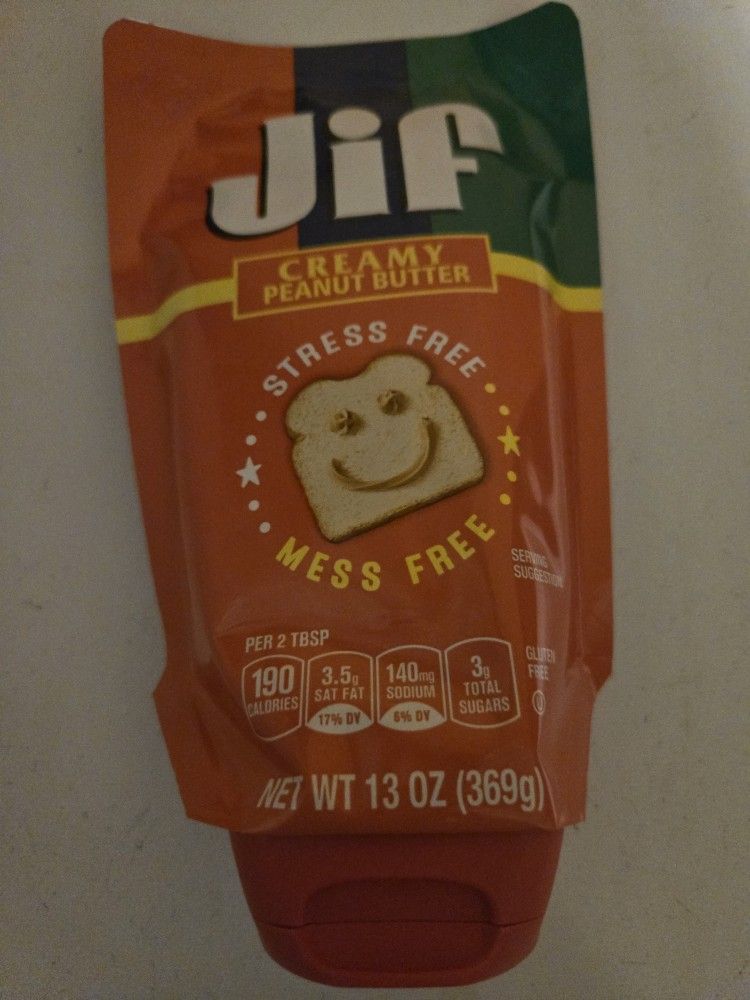 Jif
CREAMY
PEANUT BUTTER
STRESS FREE
MESS FREE
SERVING
SUGGESTION
PER 2 TBSP
190
CALORIES
3.5g
SAT FAT
17% DV
140mg
SODIUM
6% DV
3g
TOTAL
SUGARS
GLUTEN
FREE
U
NET WT 13 OZ (369g)